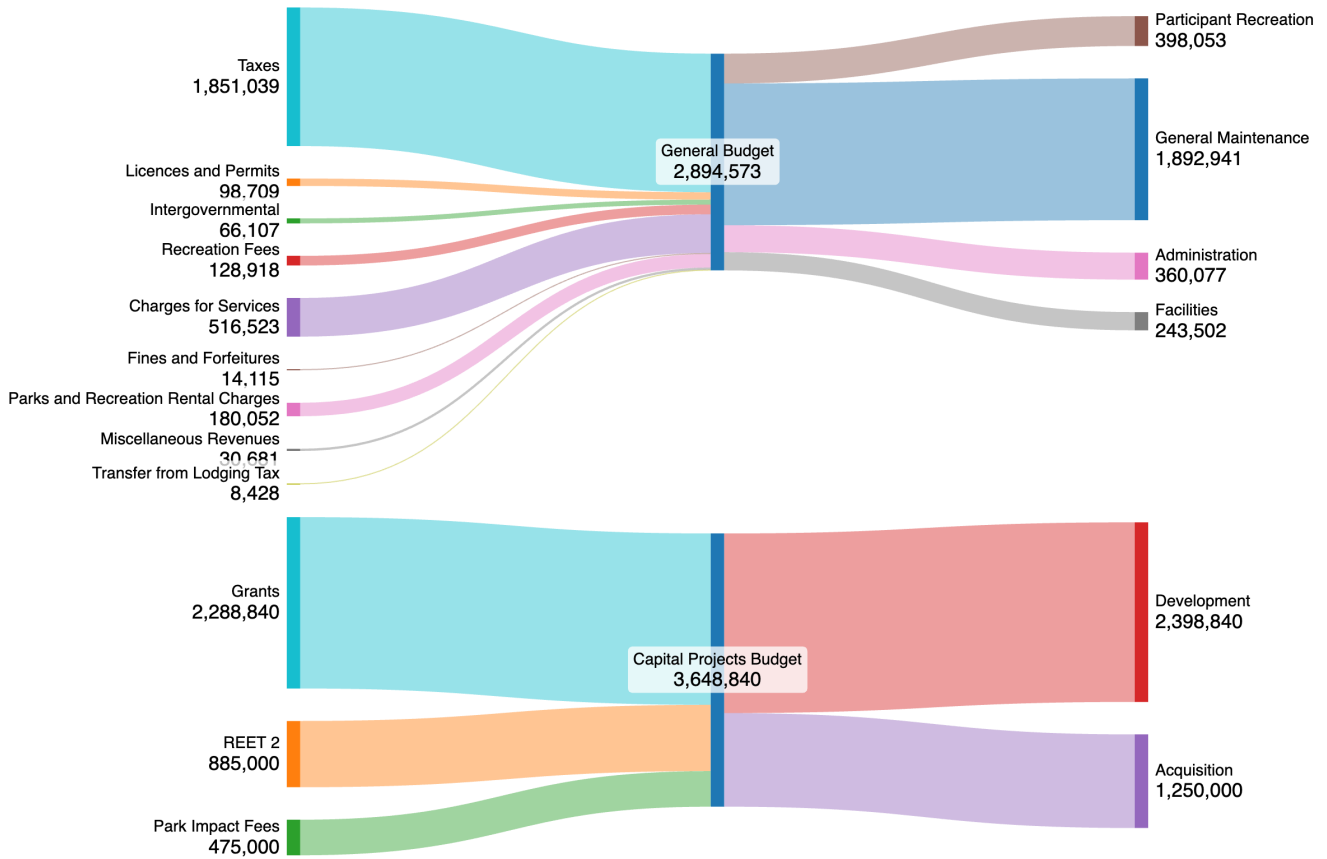 Taxes
1,851,039
Licences and Permits
98,709
Intergovernmental
66,107
Recreation Fees
128,918
Charges for Services
516,523
Fines and Forfeitures
14,115
Parks and Recreation Rental Charges
180,052
Miscellaneous Revenues
30,681
Transfer from Lodging Tax
8,428
General Budget
2,894,573
Participant Recreation
398,053
General Maintenance
1,892,941
Administration
360,077
Facilities
243,502
Grants
2,288,840
REET 2
885,000
Park Impact Fees
475,000
Capital Projects Budget
3,648,840
Development
2,398,840
Acquisition
1,250,000